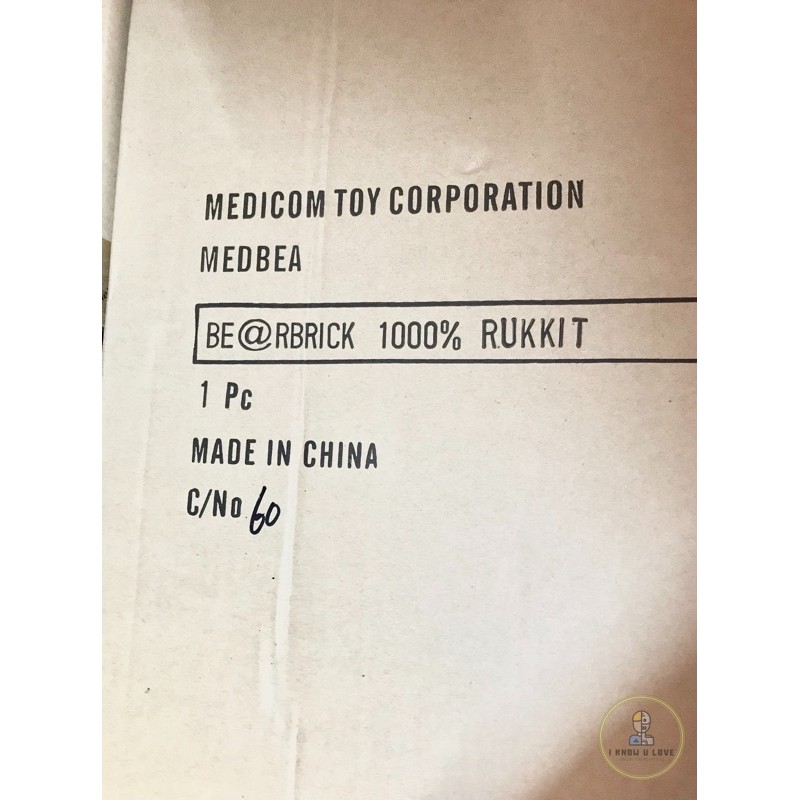 MEDICOM TOY CORPORATION
MEDBEA
BE@RBRICK 1000% RUKKIT
1 Pc
MADE IN CHINA
C/No 60
I KNOW U LOVE